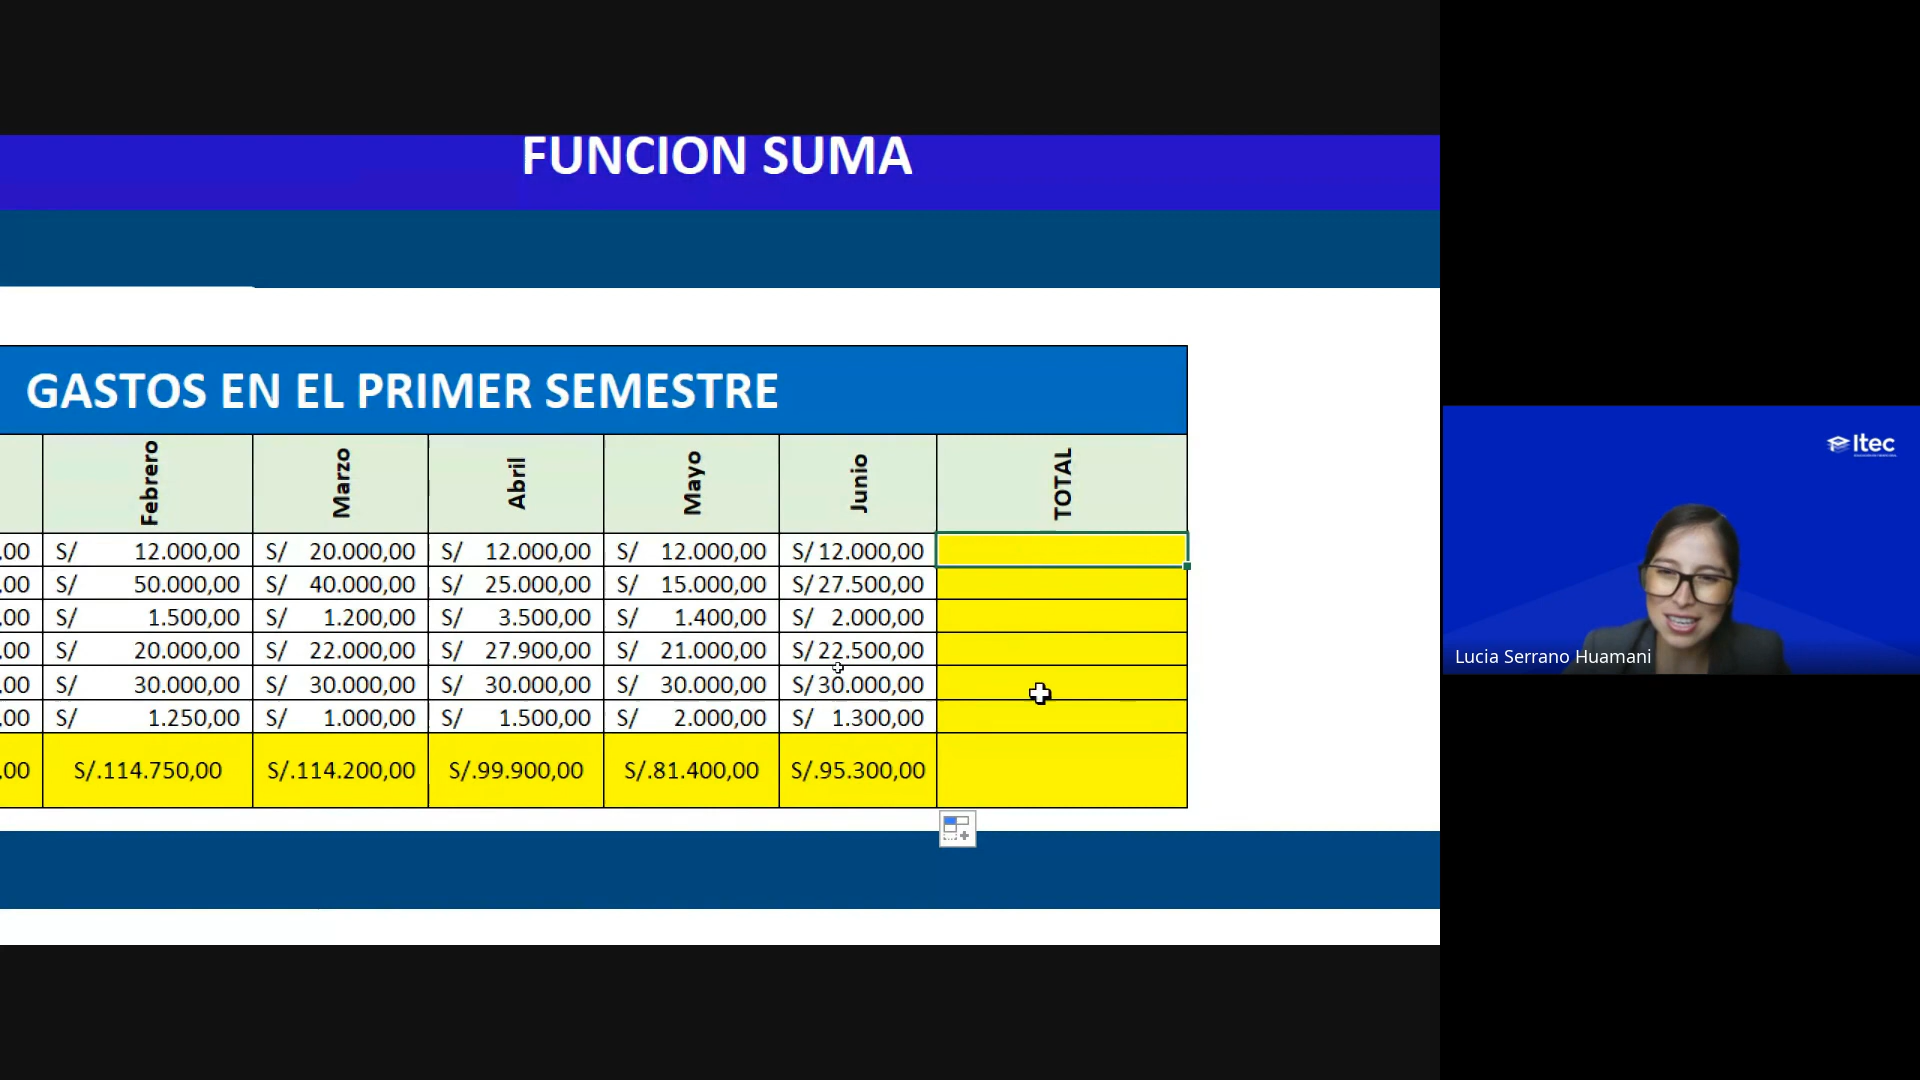 FUNCION SUMA
GASTOS EN EL PRIMER SEMESTRE
Febrero Marzo Abril Mayo Junio TOTAL
,00 S/ 12.000,00 S/ 20.000,00 S/ 12.000,00 S/ 12.000,00 S/ 12.000,00
,00 S/ 50.000,00 S/ 40.000,00 S/ 25.000,00 S/ 15.000,00 S/ 27.500,00
,00 S/ 1.500,00 S/ 1.200,00 S/ 3.500,00 S/ 1.400,00 S/ 2.000,00
,00 S/ 20.000,00 S/ 22.000,00 S/ 27.900,00 S/ 21.000,00 S/ 22.500,00
,00 S/ 30.000,00 S/ 30.000,00 S/ 30.000,00 S/ 30.000,00 S/ 30.000,00
,00 S/ 1.250,00 S/ 1.000,00 S/ 1.500,00 S/ 2.000,00 S/ 1.300,00
,00 S/.114.750,00 S/.114.200,00 S/.99.900,00 S/.81.400,00 S/.95.300,00
Itec
Lucia Serrano Huamani